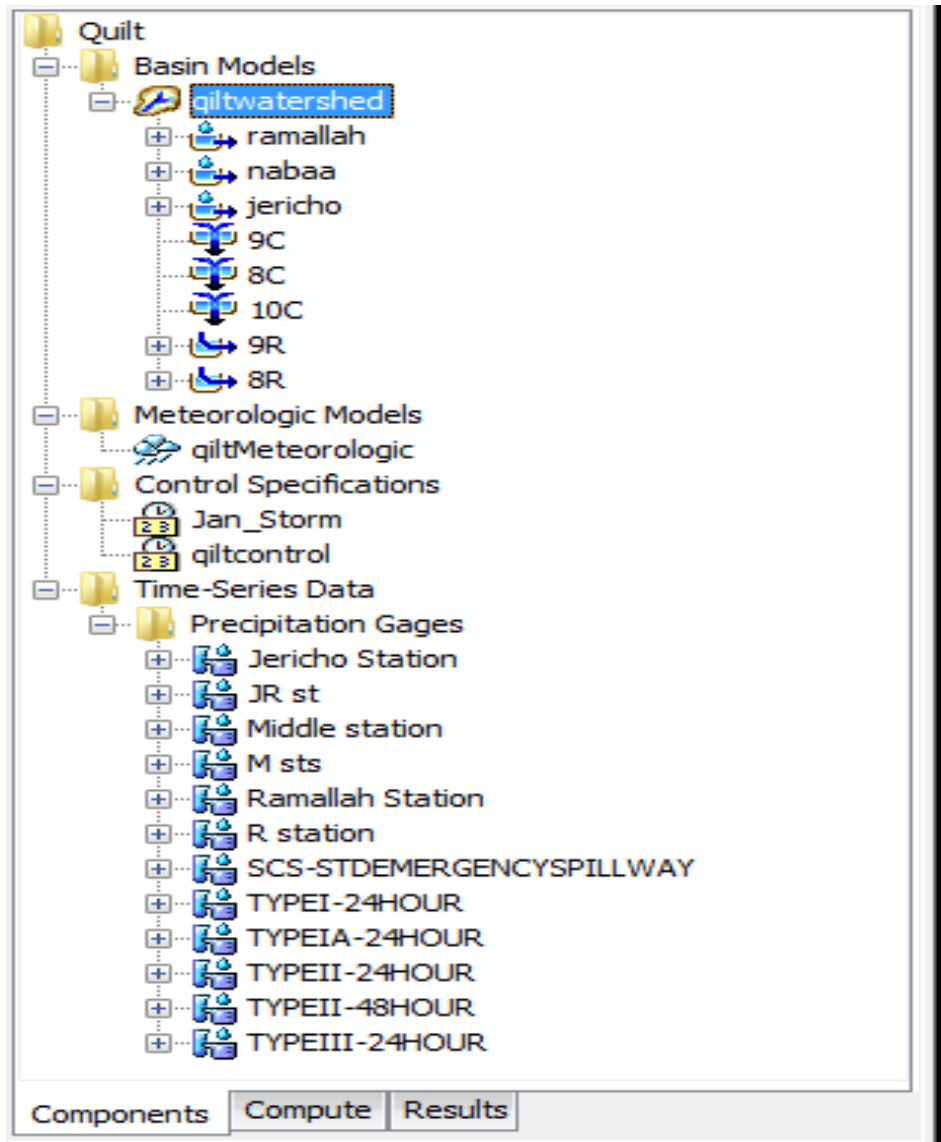 Quilt
Basin Models
qiltwatershed
ramallah
nabaa
jericho
9C
8C
10C
9R
8R
Meteorologic Models
qiltMeteorologic
Control Specifications
Jan_Storm
qiltcontrol
Time-Series Data
Precipitation Gages
Jericho Station
JR st
Middle station
M sts
Ramallah Station
R station
SCS-STDEMERGENCYSPILLWAY
TYPEI-24HOUR
TYPEIA-24HOUR
TYPEII-24HOUR
TYPEII-48HOUR
TYPEIII-24HOUR
Components Compute Results